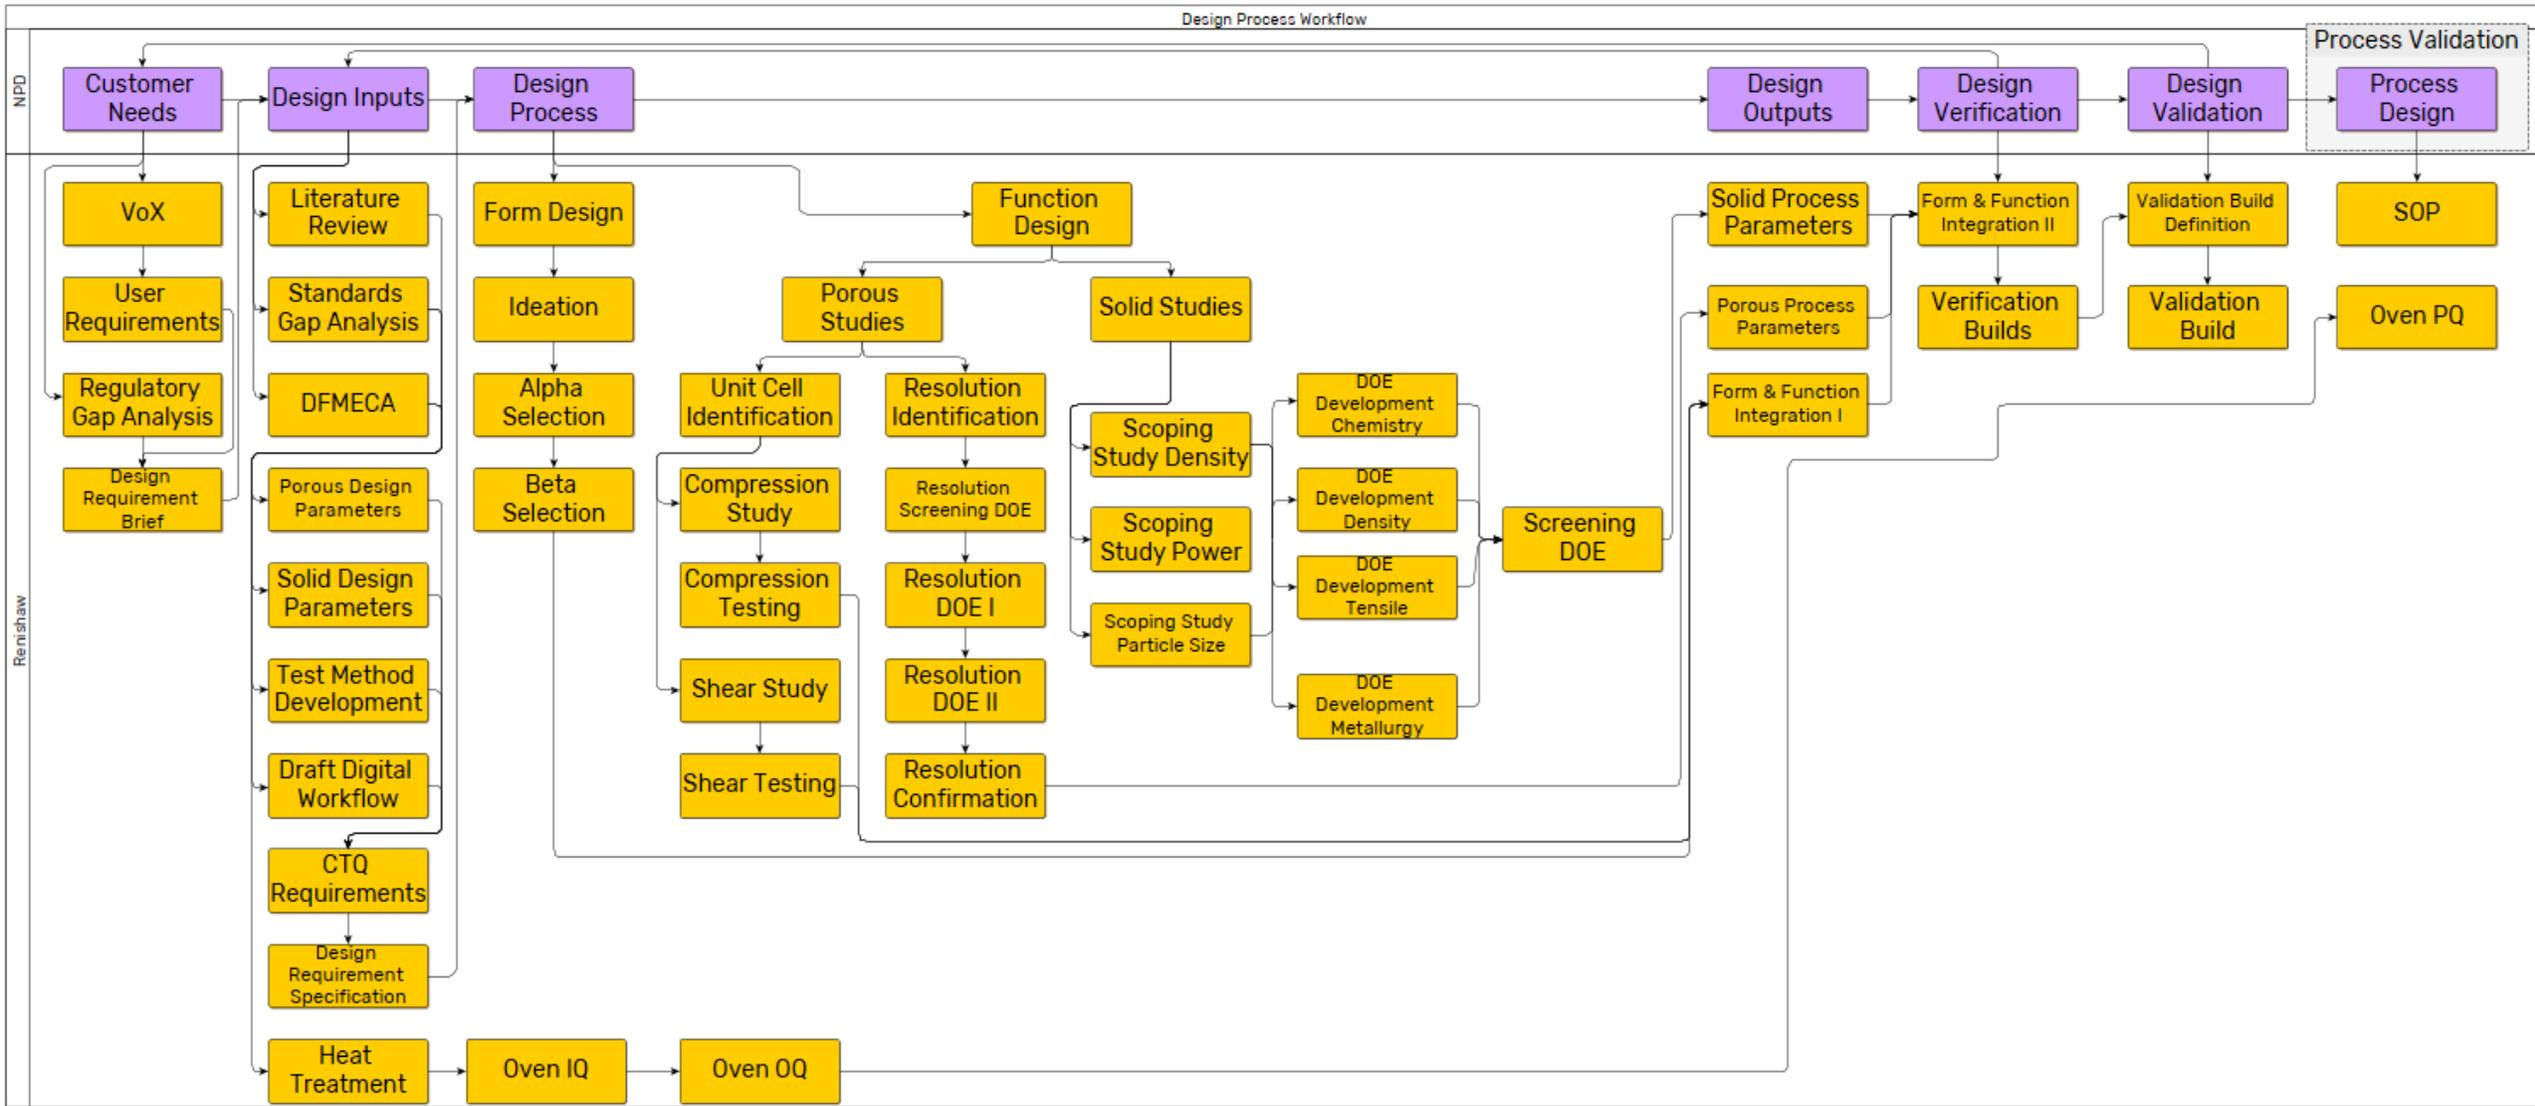 Design Process Workflow
Process Validation
NPD
Customer
Needs
Design Inputs
Design
Process
Design
Outputs
Design
Verification
Design
Validation
Process
Design
Renishaw
VoX
User
Requirements
Regulatory
Gap Analysis
Design
Requirement
Brief
Literature
Review
Standards
Gap Analysis
DFMECA
Porous Design
Parameters
Solid Design
Parameters
Test Method
Development
Draft Digital
Workflow
CTQ
Requirements
Design
Requirement
Specification
Heat
Treatment
Oven IQ
Oven OQ
Form Design
Ideation
Alpha
Selection
Beta
Selection
Function
Design
Porous
Studies
Solid Studies
Unit Cell
Identification
Compression
Study
Compression
Testing
Shear Study
Shear Testing
Resolution
Identification
Resolution
Screening DOE
Resolution
DOE I
Resolution
DOE II
Resolution
Confirmation
Scoping
Study Density
Scoping
Study Power
Scoping Study
Particle Size
DOE
Development
Chemistry
DOE
Development
Density
DOE
Development
Tensile
DOE
Development
Metallurgy
Screening
DOE
Solid Process
Parameters
Porous Process
Parameters
Form & Function
Integration I
Form & Function
Integration II
Verification
Builds
Validation Build
Definition
Validation
Build
SOP
Oven PQ